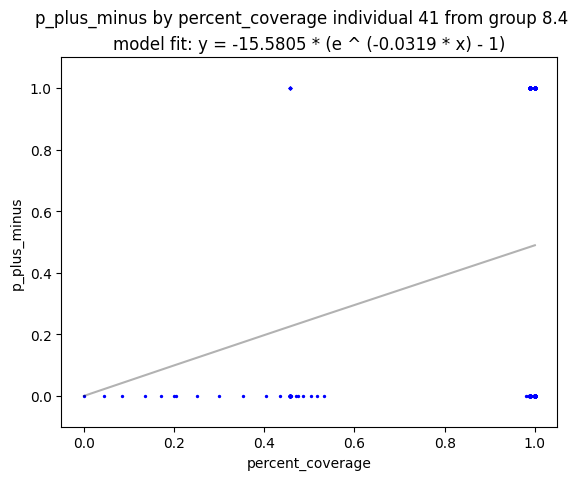 p_plus_minus by percent_coverage individual 41 from group 8.4
model fit: y = -15.5805 * (e ^ (-0.0319 * x) - 1)
1.0
0.8
0.6
0.4
0.2
0.0
p_plus_minus
0.0 0.2 0.4 0.6 0.8 1.0
percent_coverage